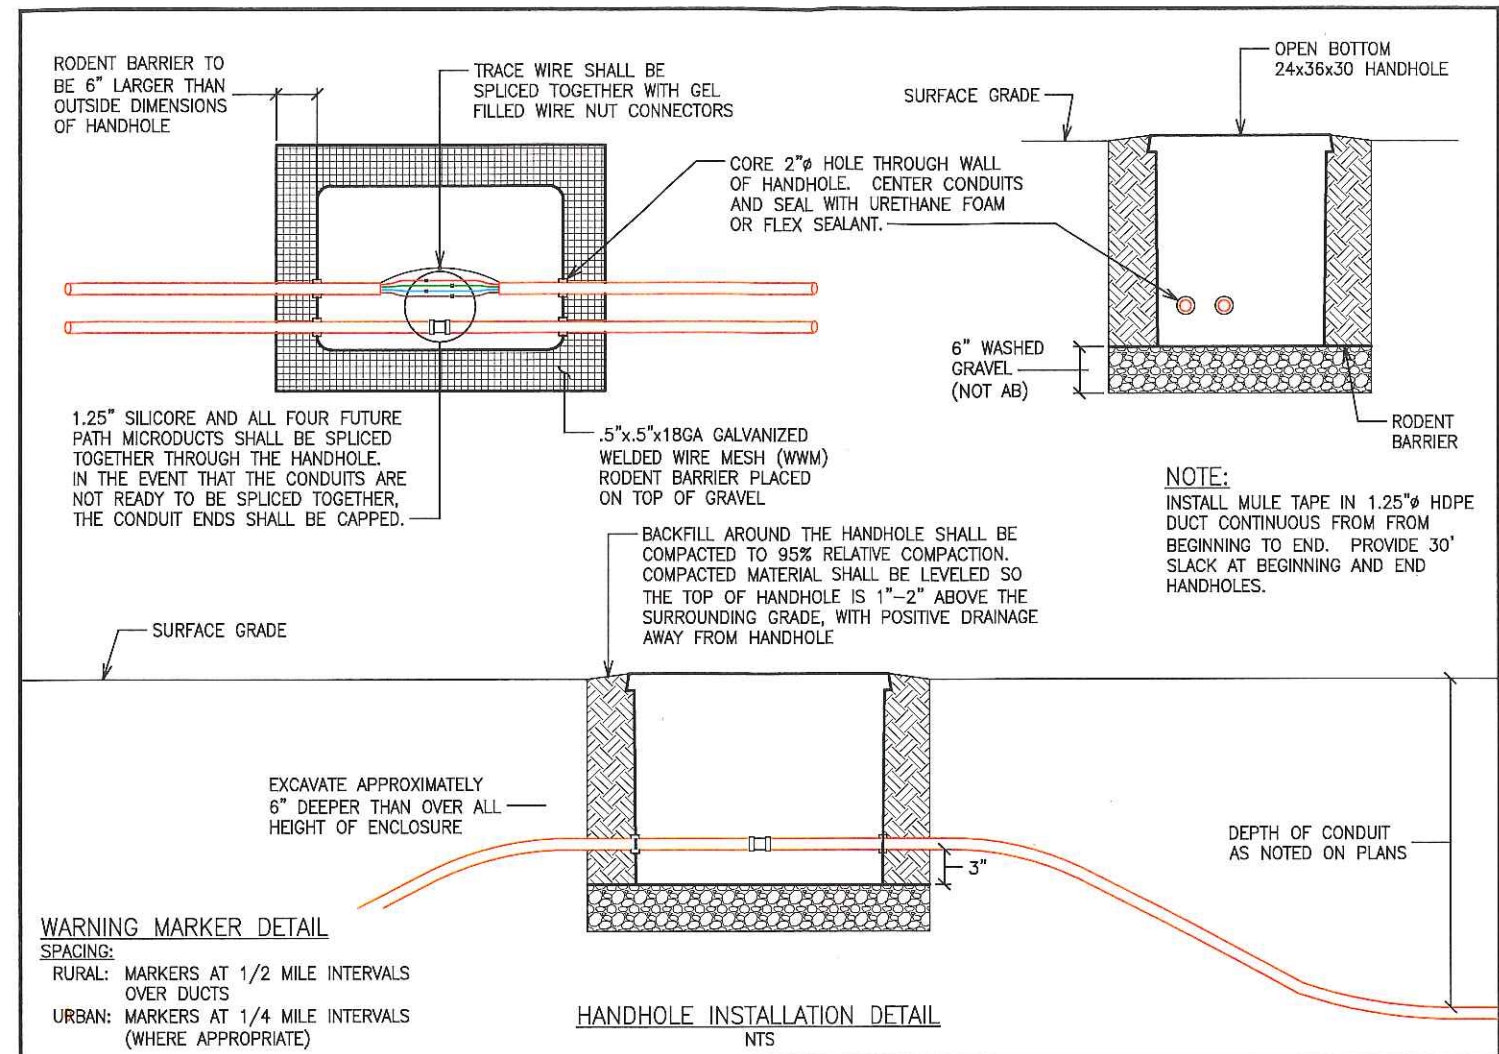 RODENT BARRIER TO
BE 6" LARGER THAN
OUTSIDE DIMENSIONS
OF HANDHOLE
TRACE WIRE SHALL BE
SPLICED TOGETHER WITH GEL
FILLED WIRE NUT CONNECTORS
SURFACE GRADE
OPEN BOTTOM
24x36x30 HANDHOLE
CORE 2"ø HOLE THROUGH WALL
OF HANDHOLE. CENTER CONDUITS
AND SEAL WITH URETHANE FOAM
OR FLEX SEALANT.
6" WASHED
GRAVEL
(NOT AB)
RODENT
BARRIER
1.25" SILICORE AND ALL FOUR FUTURE
PATH MICRODUCTS SHALL BE SPLICED
TOGETHER THROUGH THE HANDHOLE.
IN THE EVENT THAT THE CONDUITS ARE
NOT READY TO BE SPLICED TOGETHER,
THE CONDUIT ENDS SHALL BE CAPPED.
.5"x.5"x18GA GALVANIZED
WELDED WIRE MESH (WWM)
RODENT BARRIER PLACED
ON TOP OF GRAVEL
NOTE:
INSTALL MULE TAPE IN 1.25"ø HDPE
DUCT CONTINUOUS FROM FROM
BEGINNING TO END. PROVIDE 30'
SLACK AT BEGINNING AND END
HANDHOLES.
BACKFILL AROUND THE HANDHOLE SHALL BE
COMPACTED TO 95% RELATIVE COMPACTION.
COMPACTED MATERIAL SHALL BE LEVELED SO
THE TOP OF HANDHOLE IS 1"-2" ABOVE THE
SURROUNDING GRADE, WITH POSITIVE DRAINAGE
AWAY FROM HANDHOLE
SURFACE GRADE
EXCAVATE APPROXIMATELY
6" DEEPER THAN OVER ALL
HEIGHT OF ENCLOSURE
3"
DEPTH OF CONDUIT
AS NOTED ON PLANS
WARNING MARKER DETAIL
SPACING:
RURAL: MARKERS AT 1/2 MILE INTERVALS
OVER DUCTS
URBAN: MARKERS AT 1/4 MILE INTERVALS
(WHERE APPROPRIATE)
HANDHOLE INSTALLATION DETAIL
NTS